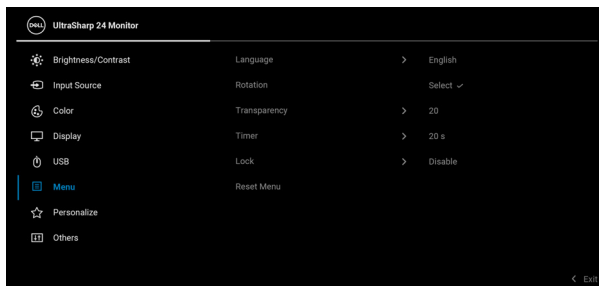 DELL UltraSharp 24 Monitor
Brightness/Contrast Language > English
Input Source Rotation Select ✓
Color Transparency > 20
Display Timer > 20 s
USB Lock > Disable
Menu Reset Menu
Personalize
Others
< Exit